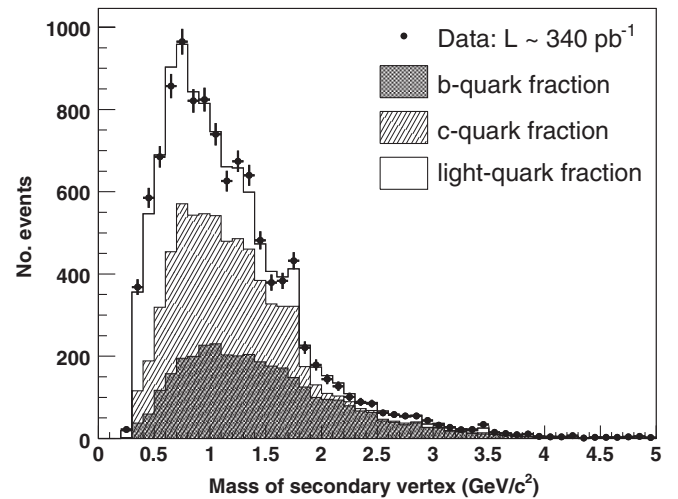 1000
800
600
400
200
0
No. events
Data: L ~ 340 pb⁻¹
b-quark fraction
c-quark fraction
light-quark fraction
0 0.5 1 1.5 2 2.5 3 3.5 4 4.5 5
Mass of secondary vertex (GeV/c²)